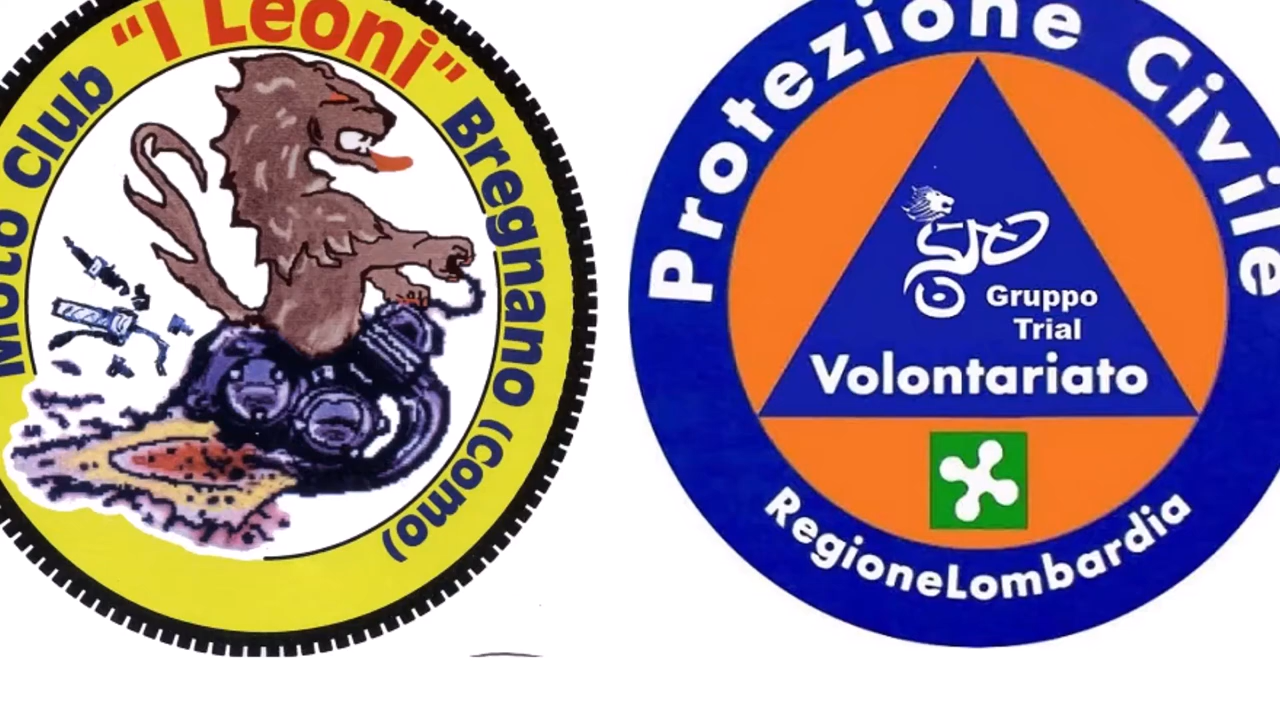 Moto Club "I Leoni" Bregnano (Como)
Protezione Civile
Gruppo
Trial
Volontariato
RegioneLombardia